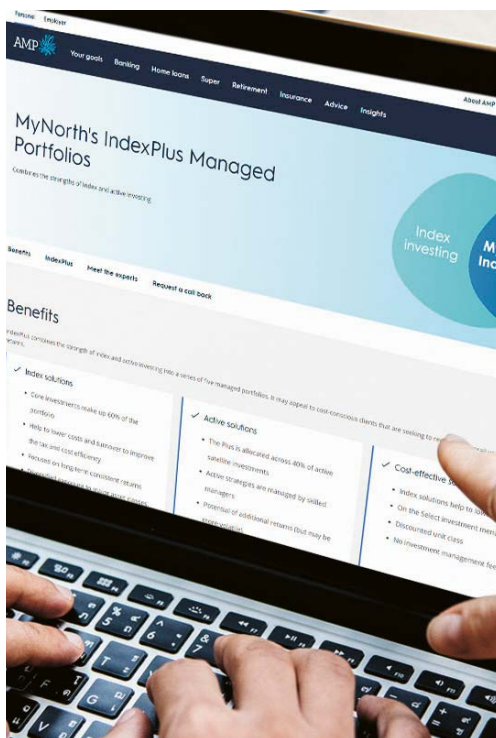 Personal Employer
AMP
Your goals Banking Home loans Super Retirement Insurance Advice Insights
About AMP
MyNorth's IndexPlus Managed
Portfolios
Combines the strengths of index and active investing
Index
investing
Benefits IndexPlus Meet the experts Request a call back
Benefits
IndexPlus combines the strength of index and active investing into a series of five managed portfolios. It may appeal to cost-conscious clients that are seeking to
✓ Index solutions
• Core investments make up 60% of the
portfolio
• Help to lower costs and turnover to improve
the tax and cost efficiency
• Focused on long-term consistent returns
✓ Active solutions
• The Plus is allocated across 40% of active
satellite investments
• Active strategies are managed by skilled
managers
• Potential of additional returns (but may be
more volatile)
✓ Cost-effective
• Index solutions help to
• On the Select investment menu
• Discounted unit class
• No investment management fee